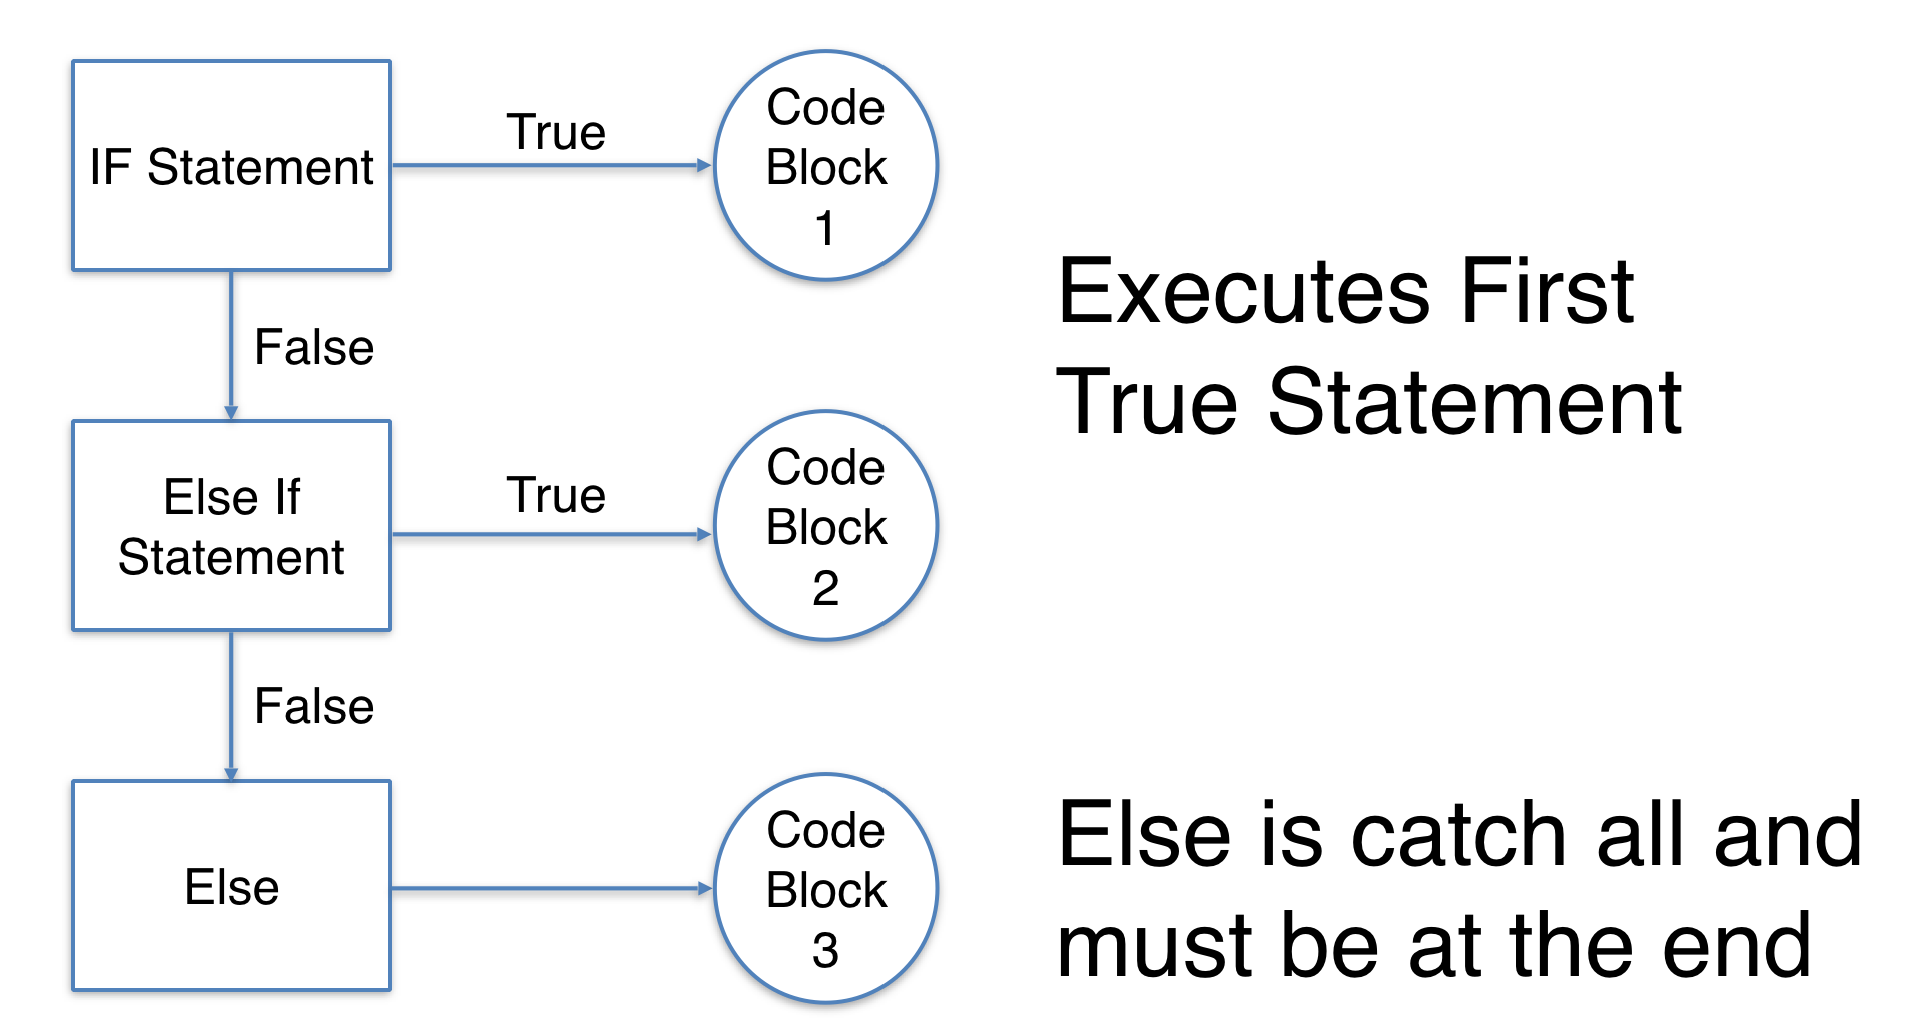 IF Statement
True
Code
Block
1
False
Executes First
True Statement
Else If
Statement
True
Code
Block
2
False
Else
Code
Block
3
Else is catch all and
must be at the end